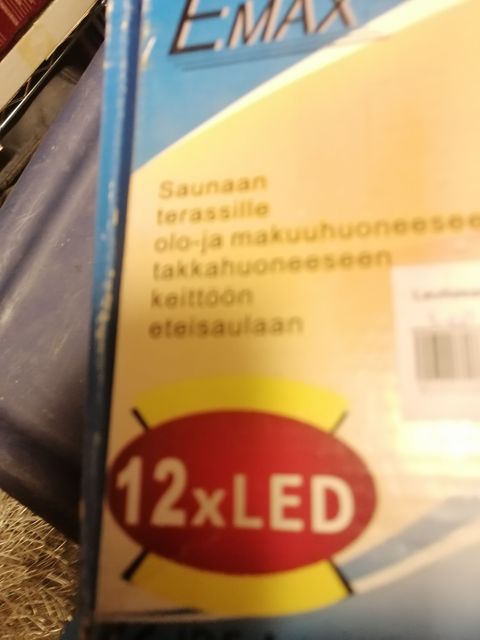 EMAX
Saunaan
terassille
olo-ja makuuhuoneesee
takkahuoneeseen
keittöön
eteisaulaan
12xLED